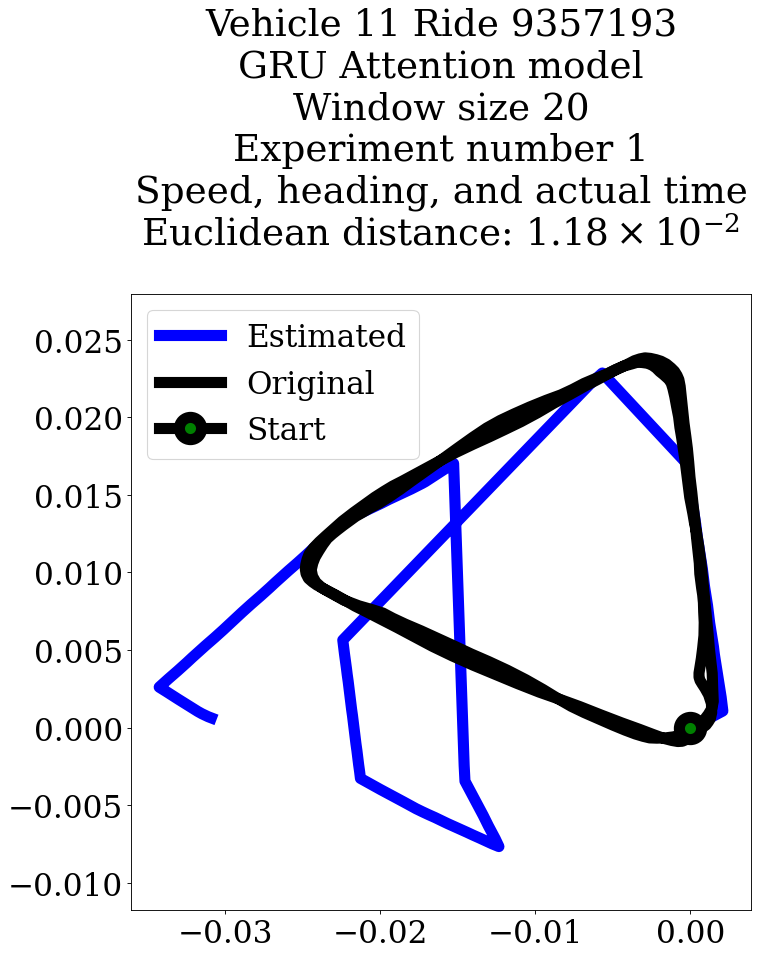 Vehicle 11 Ride 9357193
GRU Attention model
Window size 20
Experiment number 1
Speed, heading, and actual time
Euclidean distance: 1.18 × 10⁻²
Estimated
Original
Start
0.025
0.020
0.015
0.010
0.005
0.000
−0.005
−0.010
−0.03 −0.02 −0.01 0.00